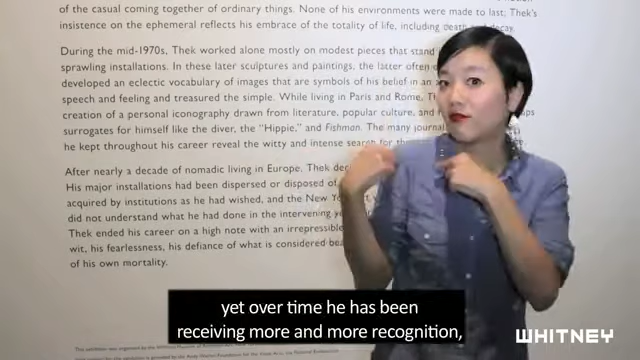 of the casual coming together of ordinary things. None of his environments were made to last; Thek's
insistence on the ephemeral reflects his embrace of the totality of life, including death and decay.
During the mid-1970s, Thek worked alone mostly on modest pieces that stand
sprawling installations. In these later sculptures and paintings, the latter often
developed an eclectic vocabulary of images that are symbols of his belief in an
speech and feeling and treasured the simple. While living in Paris and Rome,
creation of a personal iconography drawn from literature, popular culture, and
surrogates for himself like the diver, the "Hippie," and Fishman. The many journals
he kept throughout his career reveal the witty and intense search for
After nearly a decade of nomadic living in Europe, Thek
His major installations had been dispersed or disposed of
acquired by institutions as he had wished, and the New
did not understand what he had done in the intervening
Thek ended his career on a high note with an irrepressible
wit, his fearlessness, his defiance of what is considered
of his own mortality.
yet over time he has been
receiving more and more recognition,
WHITNEY